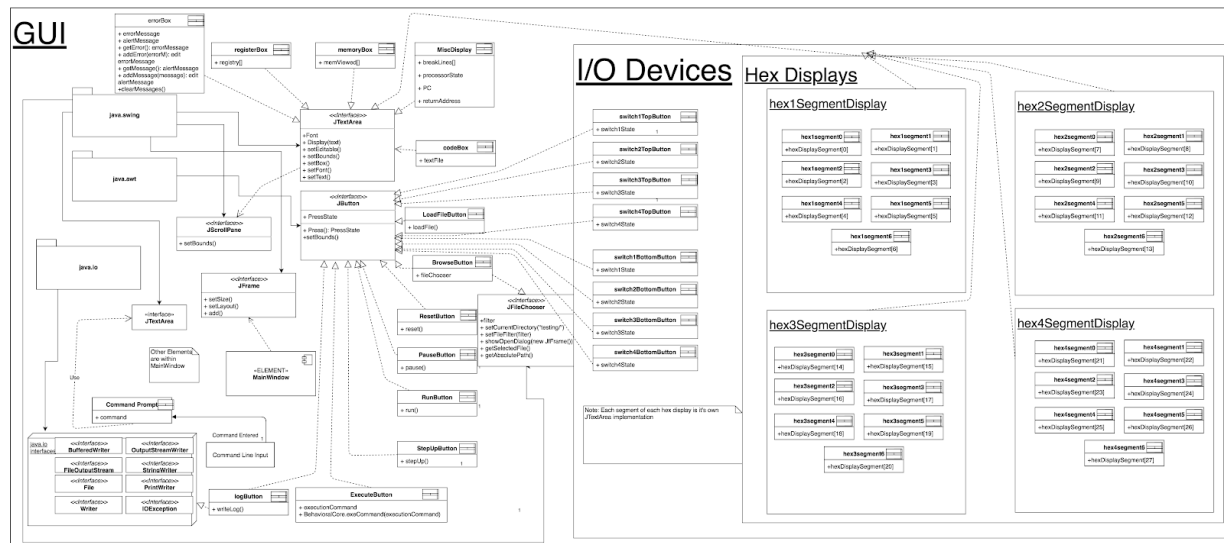 GUI
errorBox
+ errorMessage
+ alertMessage
+ getError(): errorMessage
+ addError(errorM): edit
errorMessage
+ getMessage(): alertMessage
+ addMessage(message): edit
alertMessage
+clearMessages()
registerBox
+ registry[]
memoryBox
+ memViewed[]
MiscDisplay
+ breakLines[]
+ processorState
+ PC
+ returnAddress
java.swing
java.awt
java.io
<<Interface>>
JTextArea
+Font
+ Display(text)
+ setEditable()
+ setBounds()
+ setBox()
+ setFont()
+ setText()
codeBox
+ textFile
<<Interface>>
JButton
+ PressState
+ Press(): PressState
+setBounds()
<<Interface>>
JScrollPane
+ setBounds()
<<Interface>>
JFrame
+ setSize()
+ setLayout()
+ add()
«interface»
JTextArea
Other Elements
are within
MainWindow
«ELEMENT»
MainWindow
Use
LoadFileButton
+ loadFile()
BrowseButton
+ fileChooser
<<Interface>>
JFileChooser
+filter
+ setCurrentDirectory("testing/")
+ setFileFilter(filter)
+ showOpenDialog(new JFrame())
+ getSelectedFile()
+ getAbsolutePath()
ResetButton
+ reset()
PauseButton
+ pause()
RunButton
+ run()
1
StepUpButton
+ stepUp()
1
ExecuteButton
+ executionCommand
+ BehavioralCore.exeCommand(executionCommand)
1
logButton
+ writeLog()
Command Prompt
+ command
Command Entered
1
Command Line Input
java.io
interfaces
<<Interface>>
BufferedWriter
<<Interface>>
OutputStreamWriter
<<Interface>>
FileOutputStream
<<Interface>>
StringWriter
<<Interface>>
File
<<Interface>>
PrintWriter
<<Interface>>
Writer
<<Interface>>
IOException
I/O Devices
switch1TopButton
+ switch1State
1
switch2TopButton
+ switch2State
switch3TopButton
+ switch3State
1
switch4TopButton
+ switch4State
switch1BottomButton
+ switch1State
switch2BottomButton
+ switch2State
switch3BottomButton
+ switch3State
switch4BottomButton
+ switch4State
Note: Each segment of each hex display is it's own
JTextArea implementation
Hex Displays
hex1SegmentDisplay
hex1segment0
+hexDisplaySegment[0]
hex1segment1
+hexDisplaySegment[1]
hex1segment2
+hexDisplaySegment[2]
hex1segment3
+hexDisplaySegment[3]
hex1segment4
+hexDisplaySegment[4]
hex1segment5
+hexDisplaySegment[5]
hex1segment6
+hexDisplaySegment[6]
hex2SegmentDisplay
hex2segment0
+hexDisplaySegment[7]
hex2segment1
+hexDisplaySegment[8]
hex2segment2
+hexDisplaySegment[9]
hex2segment3
+hexDisplaySegment[10]
hex2segment4
+hexDisplaySegment[11]
hex2segment5
+hexDisplaySegment[12]
hex2segment6
+hexDisplaySegment[13]
hex3SegmentDisplay
hex3segment0
+hexDisplaySegment[14]
hex3segment1
+hexDisplaySegment[15]
hex3segment2
+hexDisplaySegment[16]
hex3segment3
+hexDisplaySegment[17]
hex3segment4
+hexDisplaySegment[18]
hex3segment5
+hexDisplaySegment[19]
hex3segment6
+hexDisplaySegment[20]
hex4SegmentDisplay
hex4segment0
+hexDisplaySegment[21]
hex4segment1
+hexDisplaySegment[22]
hex4segment2
+hexDisplaySegment[23]
hex4segment3
+hexDisplaySegment[24]
hex4segment4
+hexDisplaySegment[25]
hex4segment5
+hexDisplaySegment[26]
hex4segment6
+hexDisplaySegment[27]